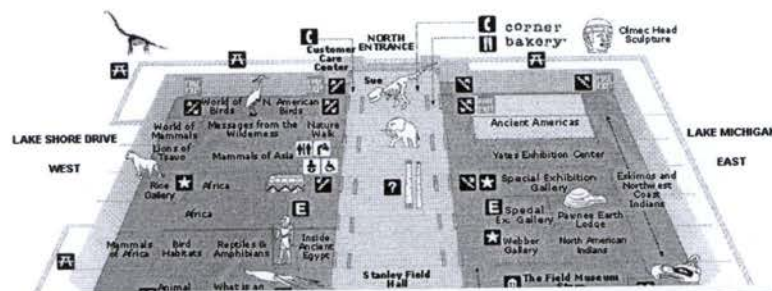 NORTH
ENTRANCE
corner
bakery
Olmec Head
Sculpture
Customer
Care
Center
Sue
World of
Birds
N. American
Birds
World of
Mammals
Messages from the
Wilderness
Nature
Walk
Ancient Americas
LAKE SHORE DRIVE
WEST
LAKE MICHIGAN
EAST
Lions of
Tsavo
Mammals of Asia
Yates Exhibition Center
Rice
Gallery
Africa
?
Special Exhibition
Gallery
Eskimos and
Northwest
Coast
Indians
Africa
E
E
Special
Ex. Gallery
Pawnee Earth
Lodge
Mammals
of Africa
Bird
Habitats
Reptiles &
Amphibians
Inside
Ancient
Egypt
Webber
Gallery
North American
Indians
Stanley Field
Hall
The Field Museum
Animal
What is an